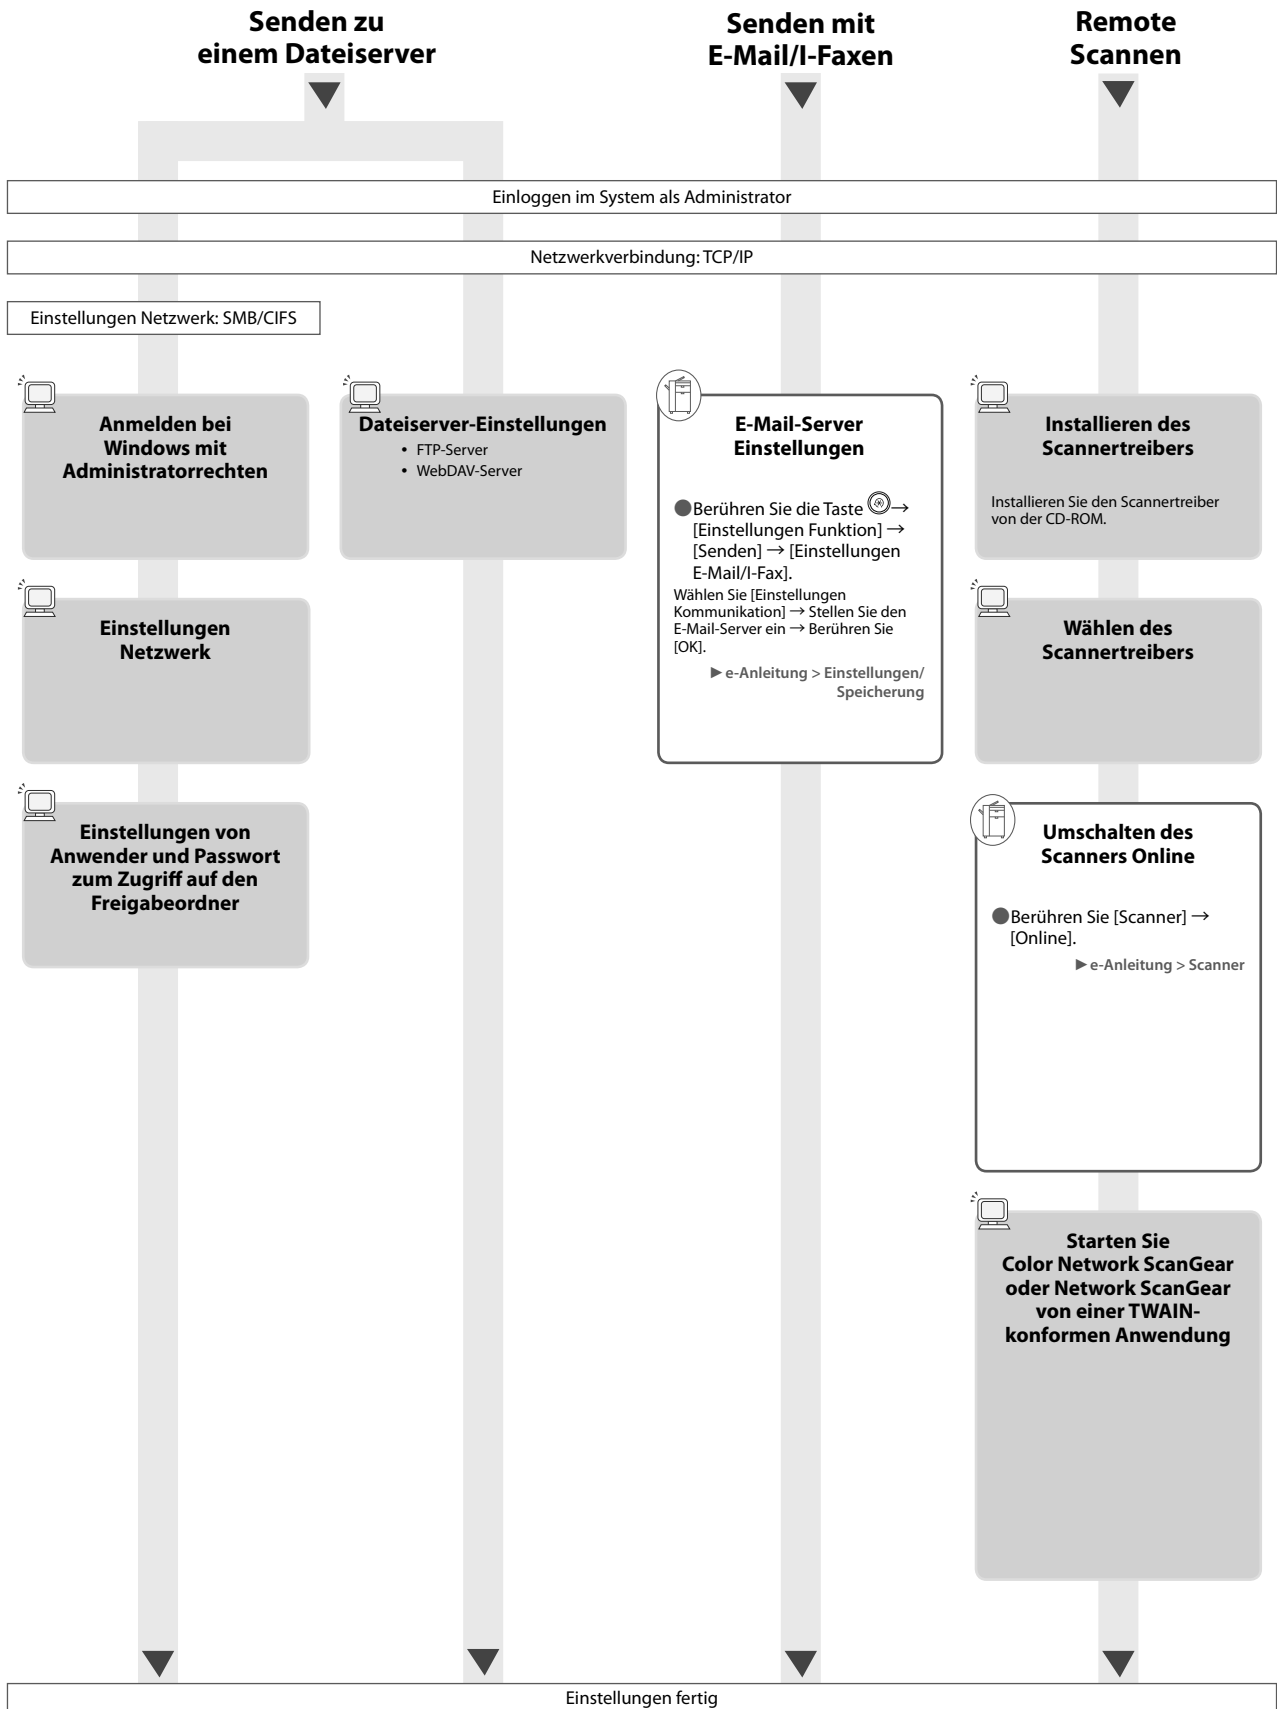 Senden zu
einem Dateiserver
Senden mit
E-Mail/I-Faxen
Remote
Scannen
Einloggen im System als Administrator
Netzwerkverbindung: TCP/IP
Einstellungen Netzwerk: SMB/CIFS
Anmelden bei
Windows mit
Administratorrechten
Einstellungen
Netzwerk
Einstellungen von
Anwender und Passwort
zum Zugriff auf den
Freigabeordner
Dateiserver-Einstellungen
• FTP-Server
• WebDAV-Server
E-Mail-Server
Einstellungen
●Berühren Sie die Taste →
[Einstellungen Funktion] →
[Senden] → [Einstellungen
E-Mail/I-Fax].
Wählen Sie [Einstellungen
Kommunikation] → Stellen Sie den
E-Mail-Server ein → Berühren Sie
[OK].
▶ e-Anleitung > Einstellungen/
Speicherung
Installieren des
Scannertreibers
Installieren Sie den Scannertreiber
von der CD-ROM.
Wählen des
Scannertreibers
Umschalten des
Scanners Online
●Berühren Sie [Scanner] →
[Online].
▶ e-Anleitung > Scanner
Starten Sie
Color Network ScanGear
oder Network ScanGear
von einer TWAIN-
konformen Anwendung
Einstellungen fertig